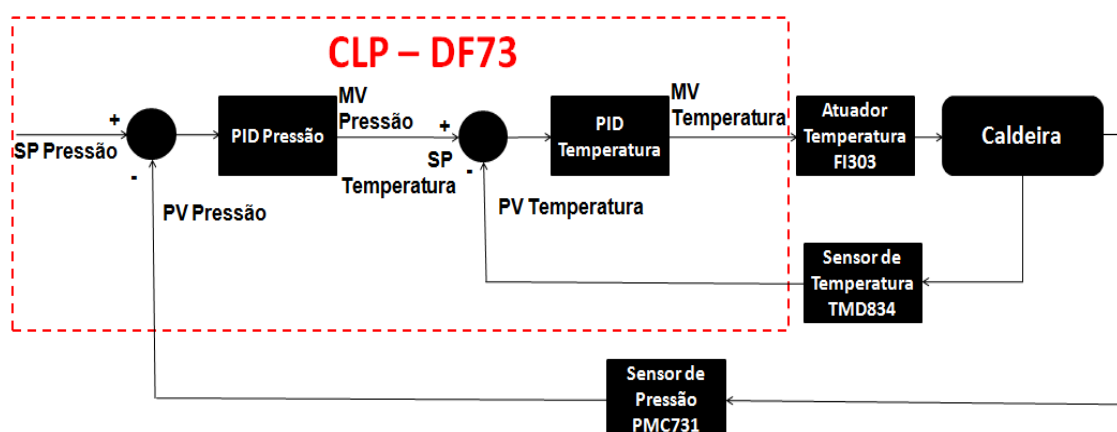 CLP – DF73
+
SP Pressão
-
PV Pressão
PID Pressão
MV
Pressão
+
SP
Temperatura
-
PV Temperatura
PID
Temperatura
MV
Temperatura
Atuador
Temperatura
FI303
Caldeira
Sensor de
Temperatura
TMD834
Sensor de
Pressão
PMC731